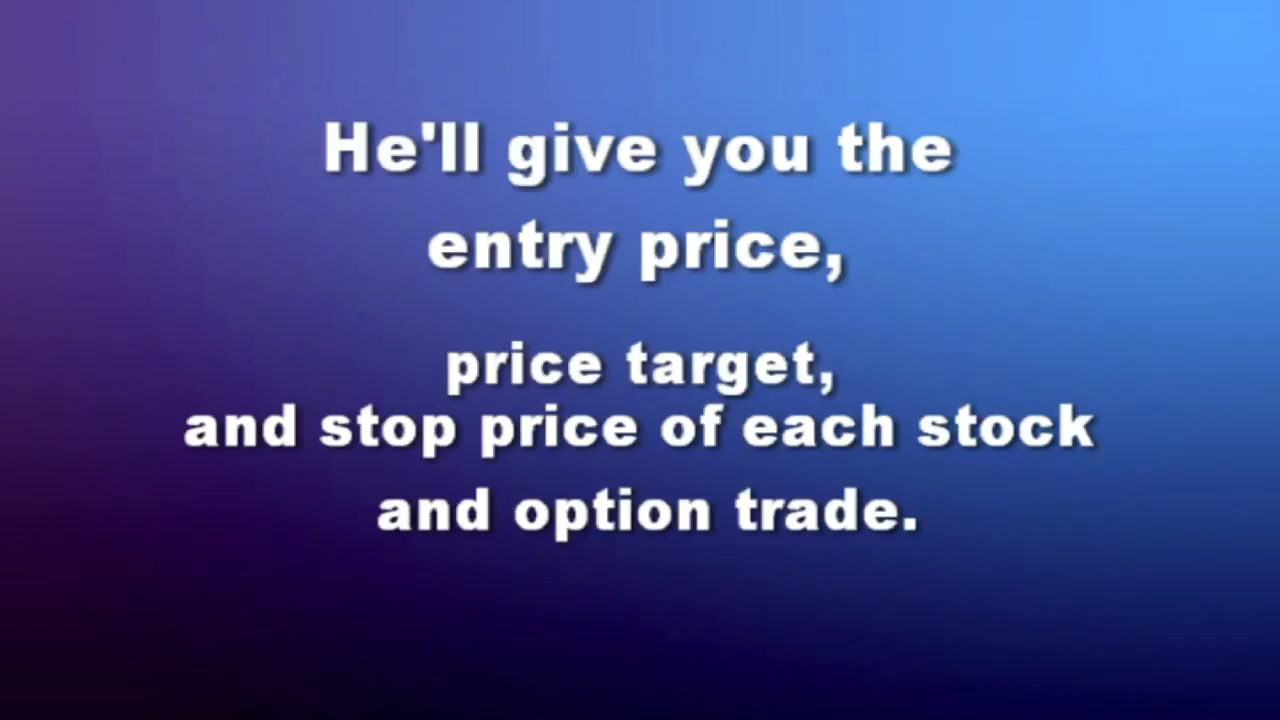 He'll give you the
entry price,
price target,
and stop price of each stock
and option trade.